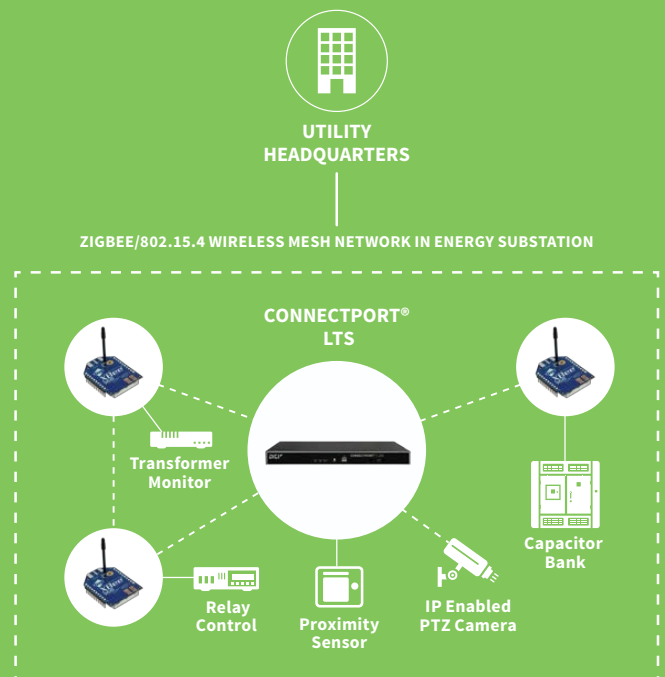 UTILITY
HEADQUARTERS
ZIGBEE/802.15.4 WIRELESS MESH NETWORK IN ENERGY SUBSTATION
CONNECTPORT®
LTS
DIGI
Transformer
Monitor
Capacitor
Bank
Relay
Control
Proximity
Sensor
IP Enabled
PTZ Camera